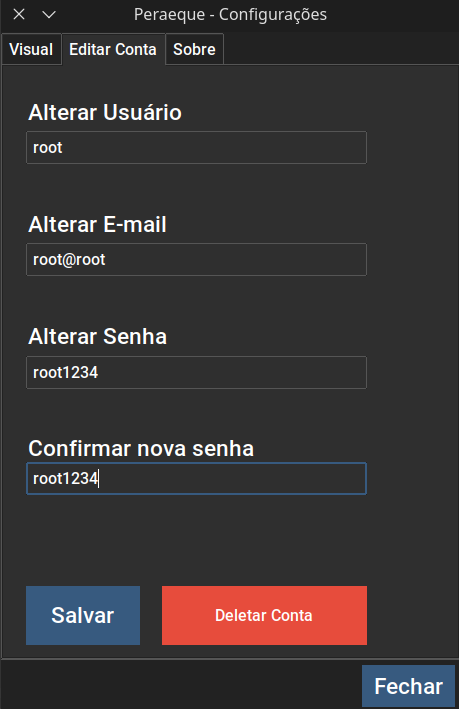 Peraeque - Configurações
Visual Editar Conta Sobre
Alterar Usuário
root
Alterar E-mail
root@root
Alterar Senha
root1234
Confirmar nova senha
root1234
Salvar Deletar Conta
Fechar